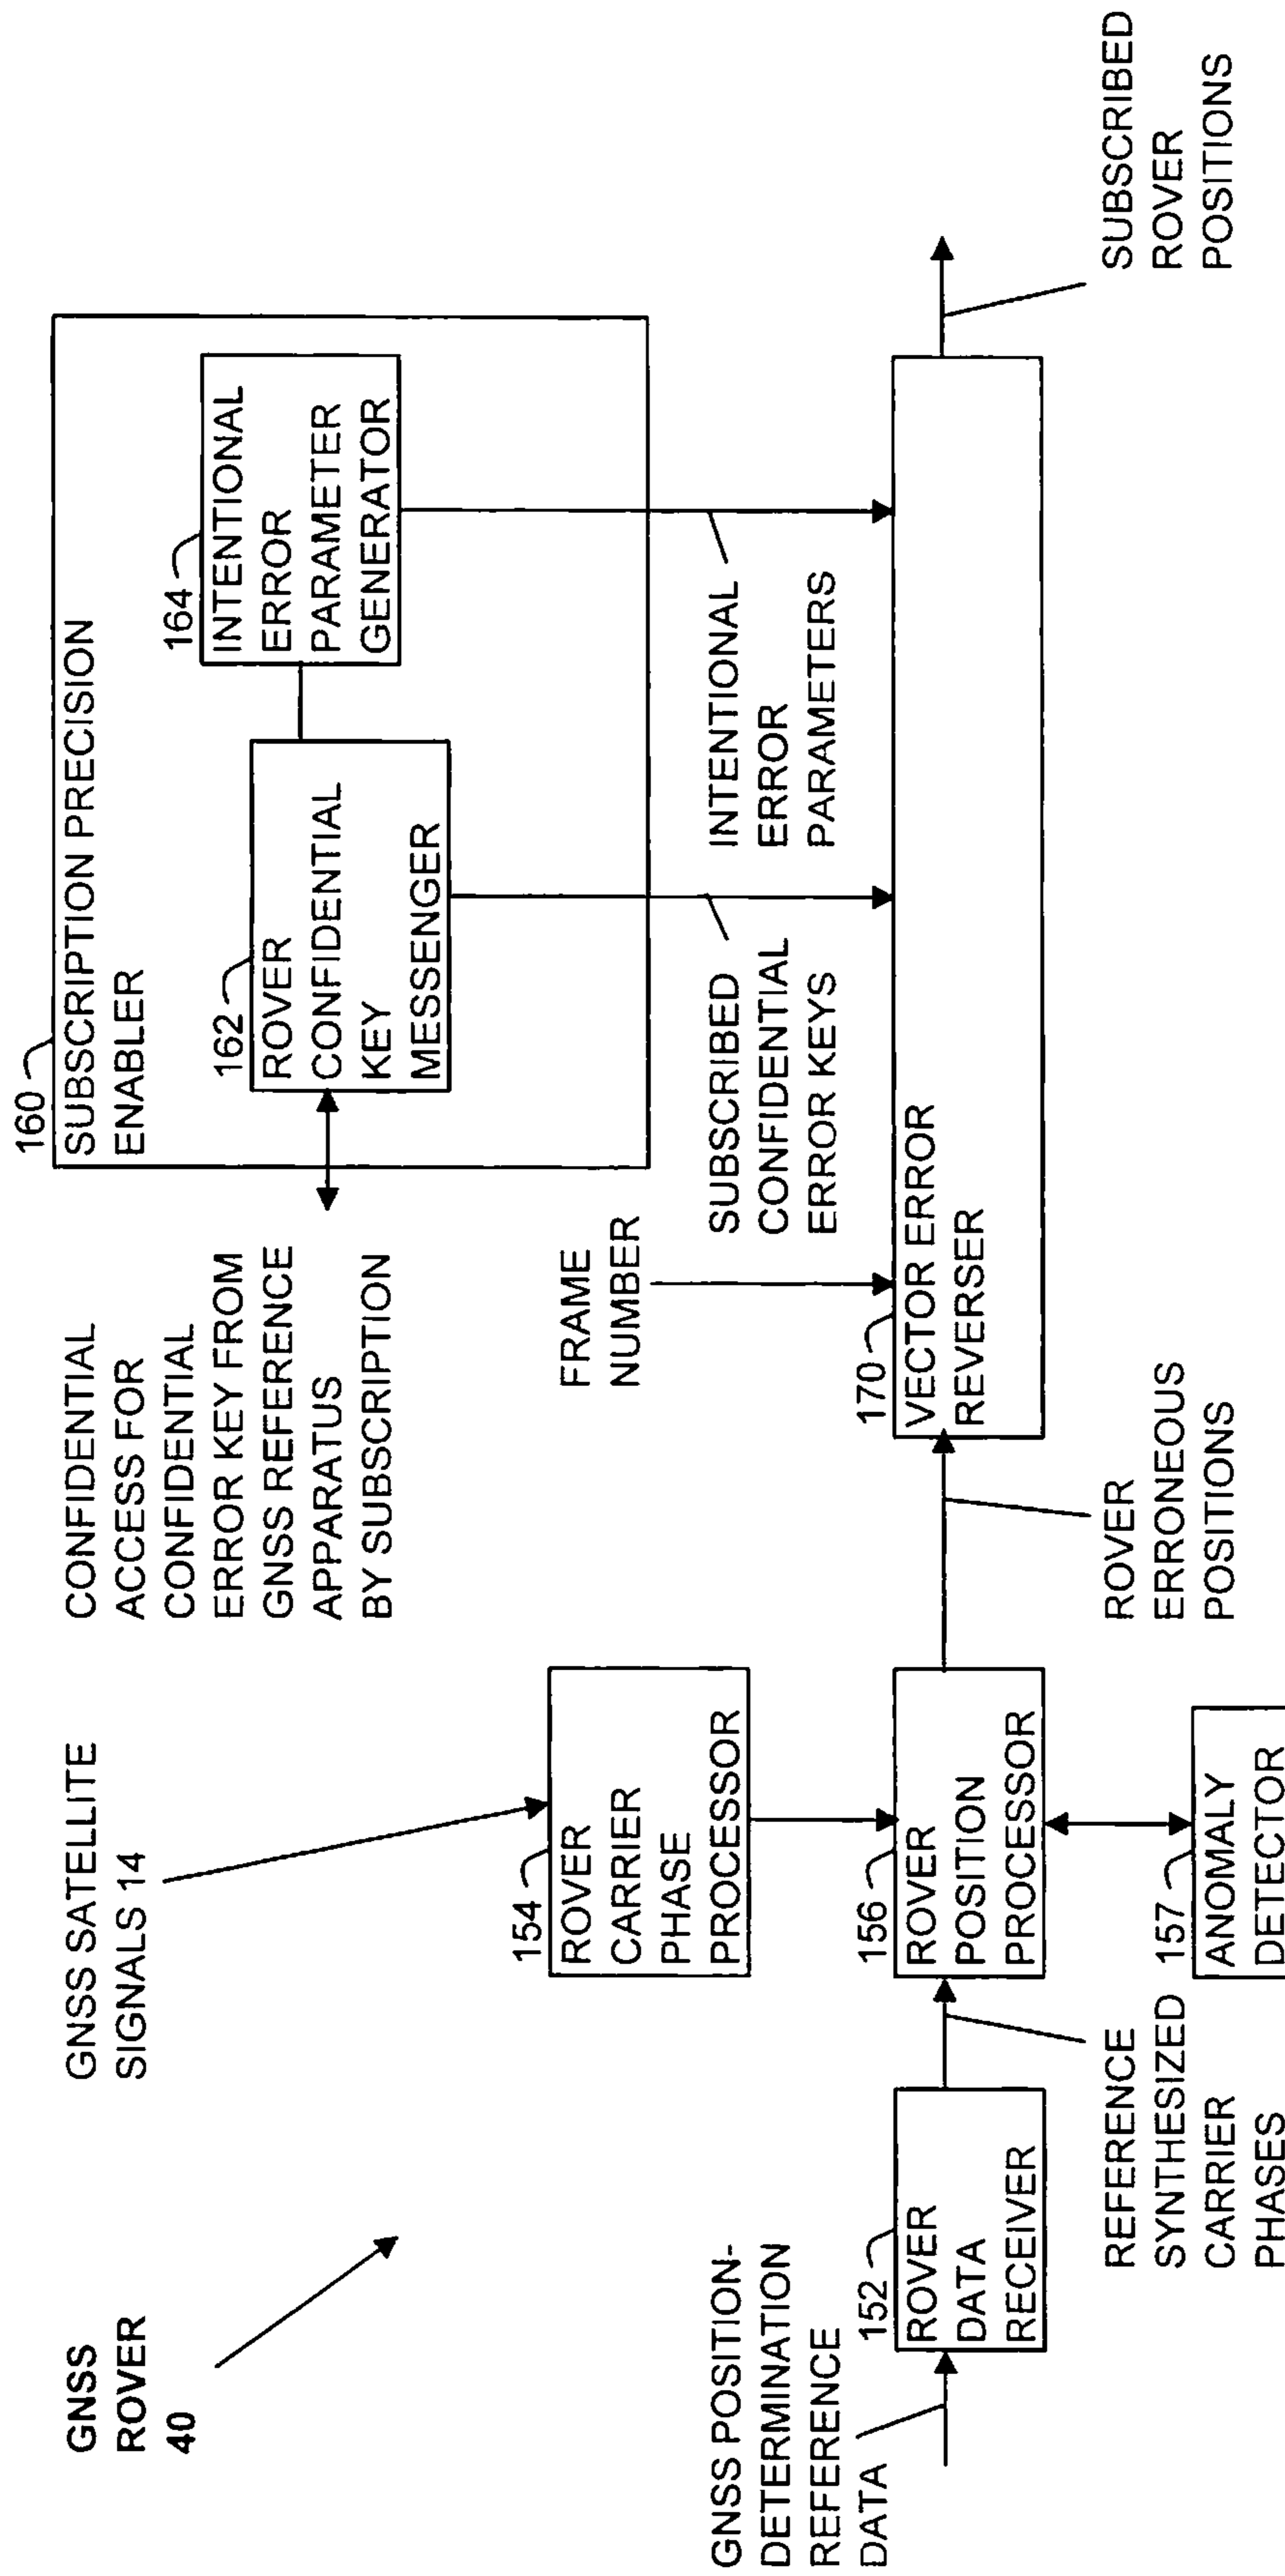 GNSS
ROVER
40
GNSS SATELLITE
SIGNALS 14
CONFIDENTIAL
ACCESS FOR
CONFIDENTIAL
ERROR KEY FROM
GNSS REFERENCE
APPARATUS
BY SUBSCRIPTION
160
SUBSCRIPTION PRECISION
ENABLER
162
ROVER
CONFIDENTIAL
KEY
MESSENGER
164
INTENTIONAL
ERROR
PARAMETER
GENERATOR
154
ROVER
CARRIER
PHASE
PROCESSOR
FRAME
NUMBER
SUBSCRIBED
CONFIDENTIAL
ERROR KEYS
INTENTIONAL
ERROR
PARAMETERS
GNSS POSITION-
DETERMINATION
REFERENCE
DATA
152
ROVER
DATA
RECEIVER
156
ROVER
POSITION
PROCESSOR
170
VECTOR ERROR
REVERSER
REFERENCE
SYNTHESIZED
CARRIER
PHASES
157
ANOMALY
DETECTOR
ROVER
ERRONEOUS
POSITIONS
SUBSCRIBED
ROVER
POSITIONS